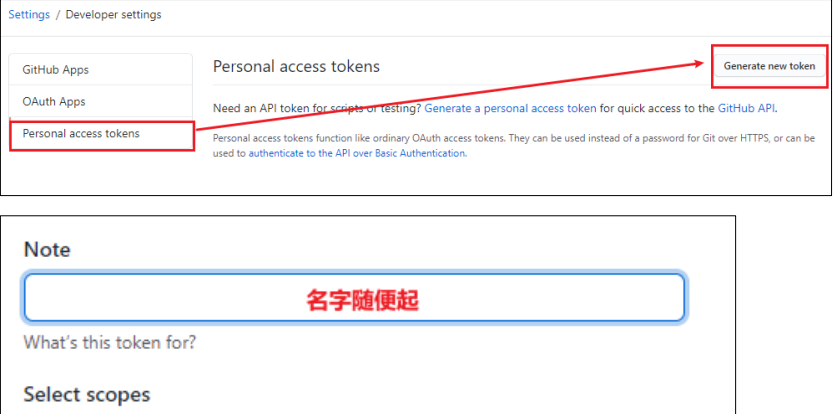 Settings / Developer settings
GitHub Apps
OAuth Apps
Personal access tokens
Personal access tokens
Generate new token
Need an API token for scripts or testing? Generate a personal access token for quick access to the GitHub API.
Personal access tokens function like ordinary OAuth access tokens. They can be used instead of a password for Git over HTTPS, or can be
used to authenticate to the API over Basic Authentication.
Note
名字随便起
What's this token for?
Select scopes